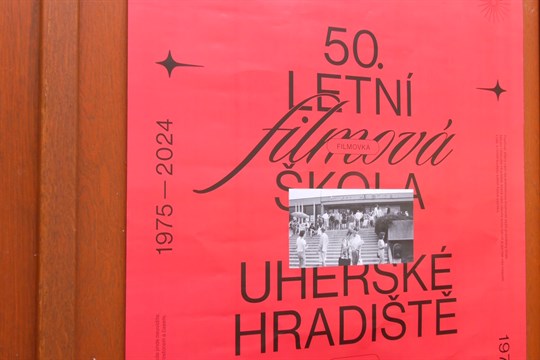 50.
LETNÍ
filmová
FILMOVKA
ŠKOLA
UHERSKÉ
HRADIŠTĚ
1975 — 2024